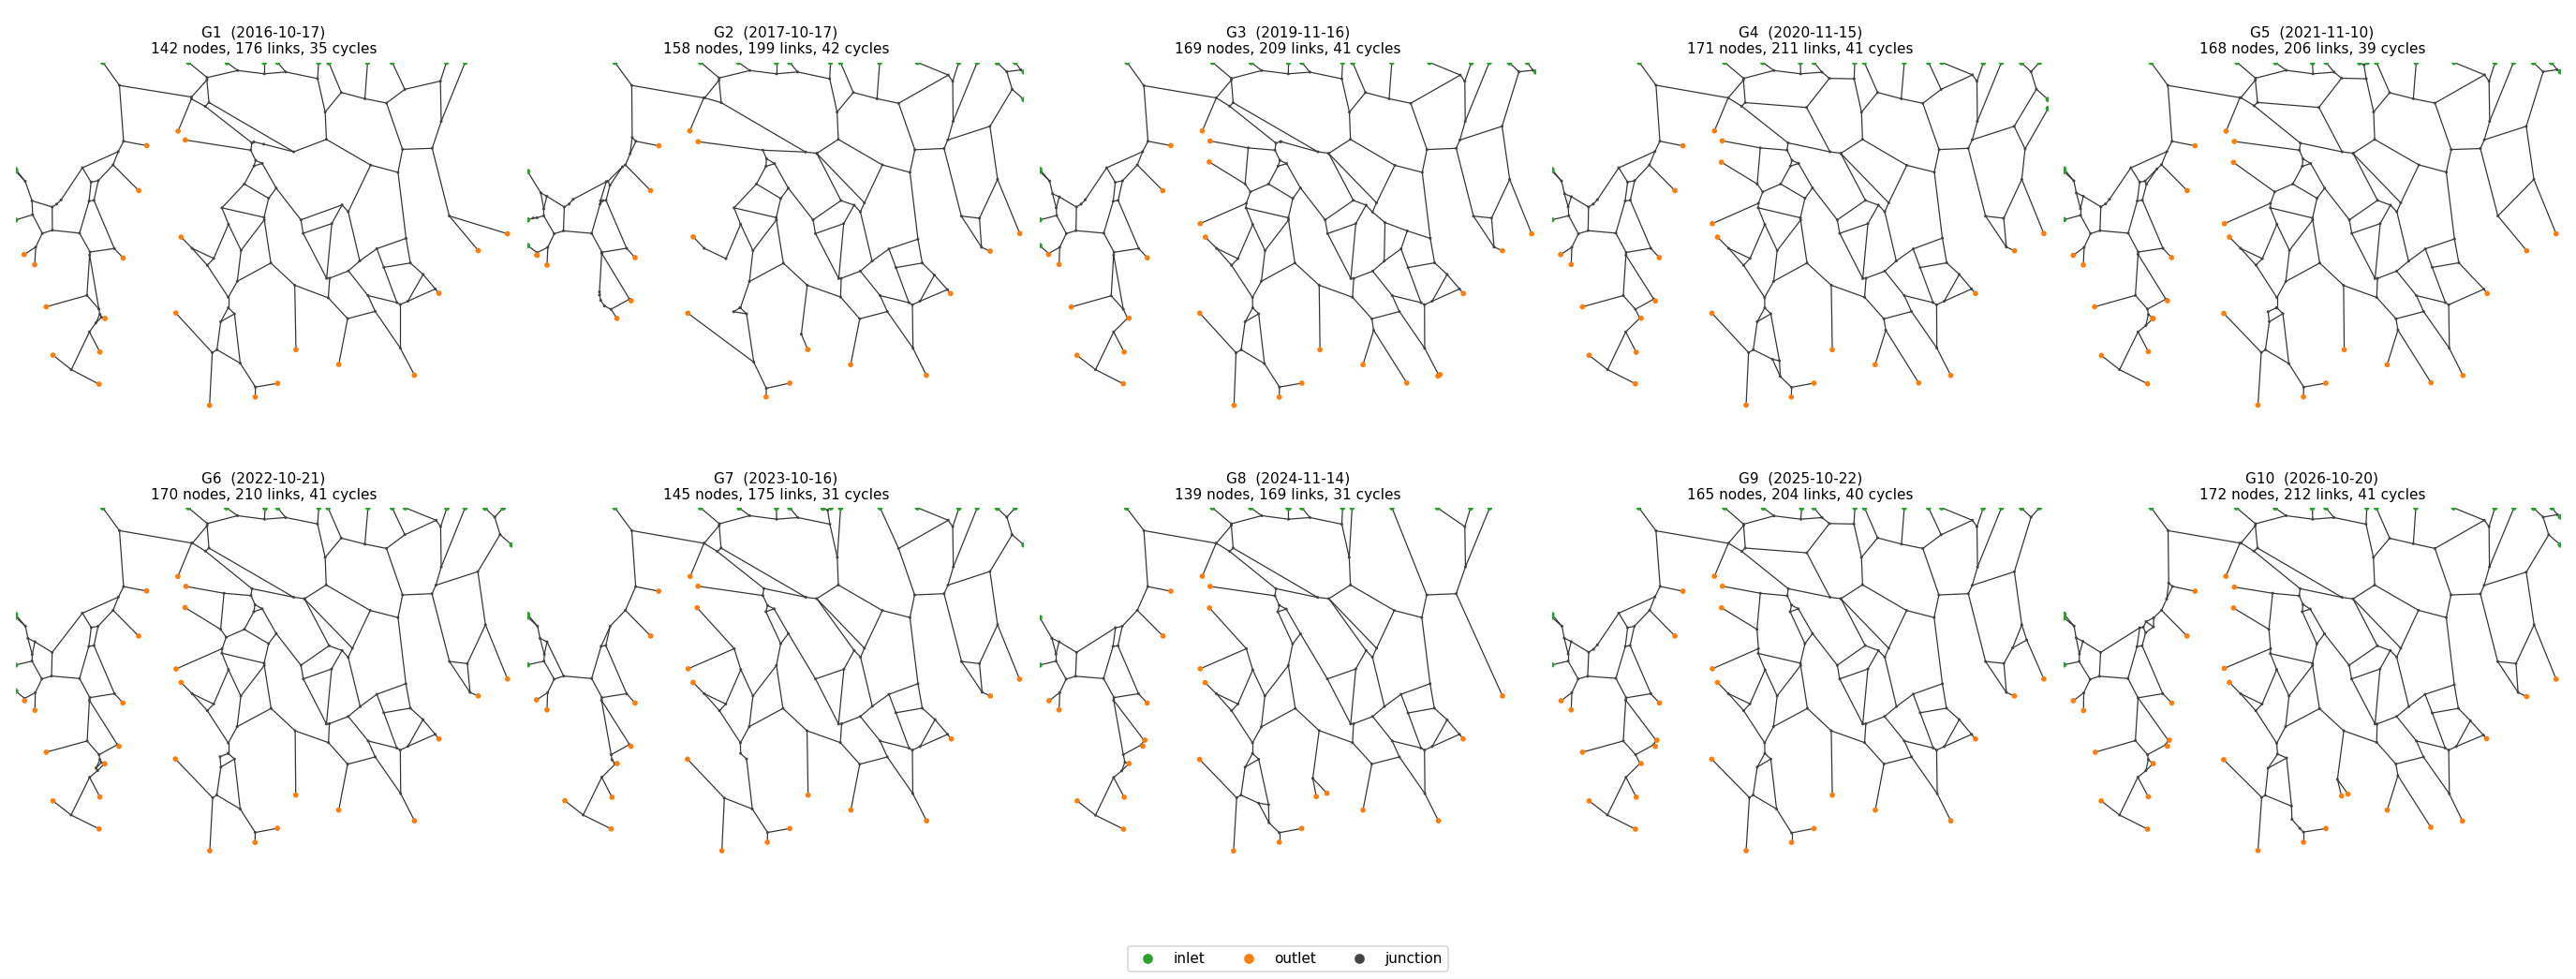 G1  (2016-10-17)
142 nodes, 176 links, 35 cycles
G2  (2017-10-17)
158 nodes, 199 links, 42 cycles
G3  (2019-11-16)
169 nodes, 209 links, 41 cycles
G4  (2020-11-15)
171 nodes, 211 links, 41 cycles
G5  (2021-11-10)
168 nodes, 206 links, 39 cycles
G6  (2022-10-21)
170 nodes, 210 links, 41 cycles
G7  (2023-10-16)
145 nodes, 175 links, 31 cycles
G8  (2024-11-14)
139 nodes, 169 links, 31 cycles
G9  (2025-10-22)
165 nodes, 204 links, 40 cycles
G10  (2026-10-20)
172 nodes, 212 links, 41 cycles
inlet
outlet
junction